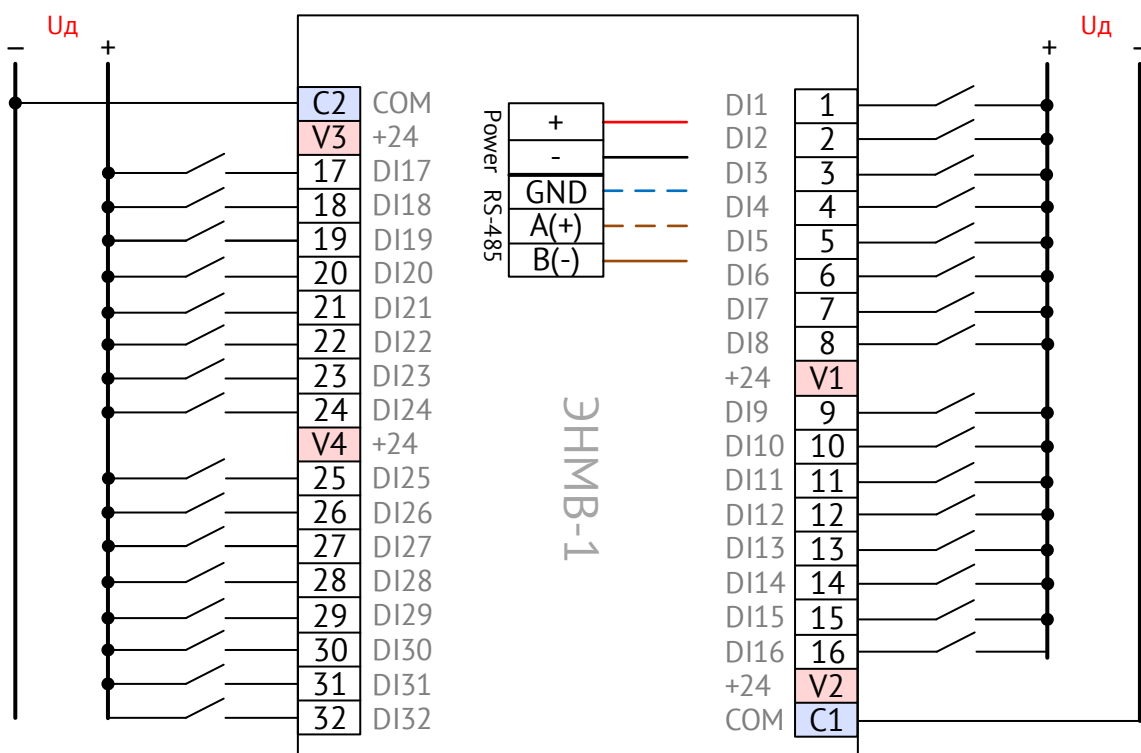 Uд
− +
C2 COM
V3 +24
17 DI17
18 DI18
19 DI19
20 DI20
21 DI21
22 DI22
23 DI23
24 DI24
V4 +24
25 DI25
26 DI26
27 DI27
28 DI28
29 DI29
30 DI30
31 DI31
32 DI32
Power
+
-
RS-485
GND
A(+)
B(-)
ЭНМВ-1
DI1 1
DI2 2
DI3 3
DI4 4
DI5 5
DI6 6
DI7 7
DI8 8
+24 V1
DI9 9
DI10 10
DI11 11
DI12 12
DI13 13
DI14 14
DI15 15
DI16 16
+24 V2
COM C1
Uд
+ −